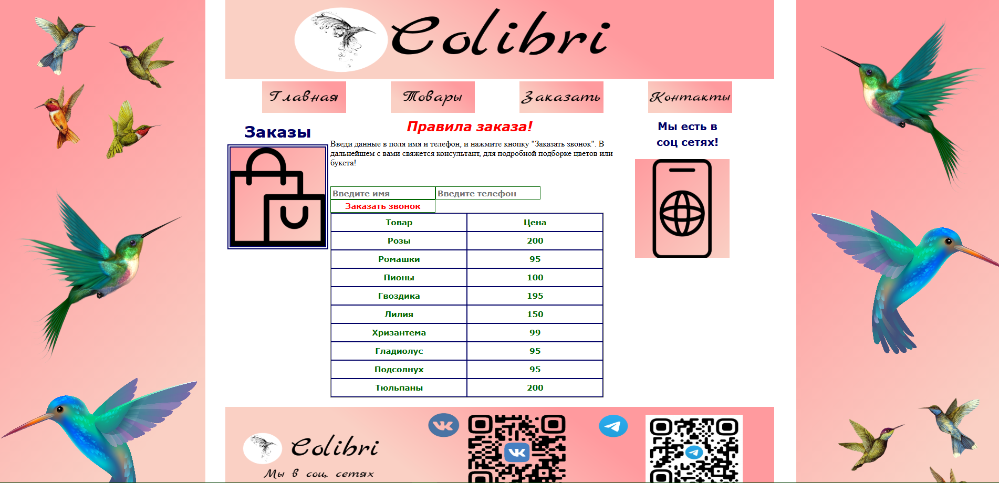 Colibri
Главная
Товары
Заказать
Контакты
Заказы
Правила заказа!
Введи данные в поля имя и телефон, и нажмите кнопку "Заказать звонок". В
дальнейшем с вами свяжется консультант, для подробной подборке цветов или
букета!
Введите имя
Введите телефон
Заказать звонок
Товар Цена
Розы 200
Ромашки 95
Пионы 100
Гвоздика 195
Лилия 150
Хризантема 99
Гладиолус 95
Подсолнух 95
Тюльпаны 200
Мы есть в
соц сетях!
Colibri
Мы в соц. сетях